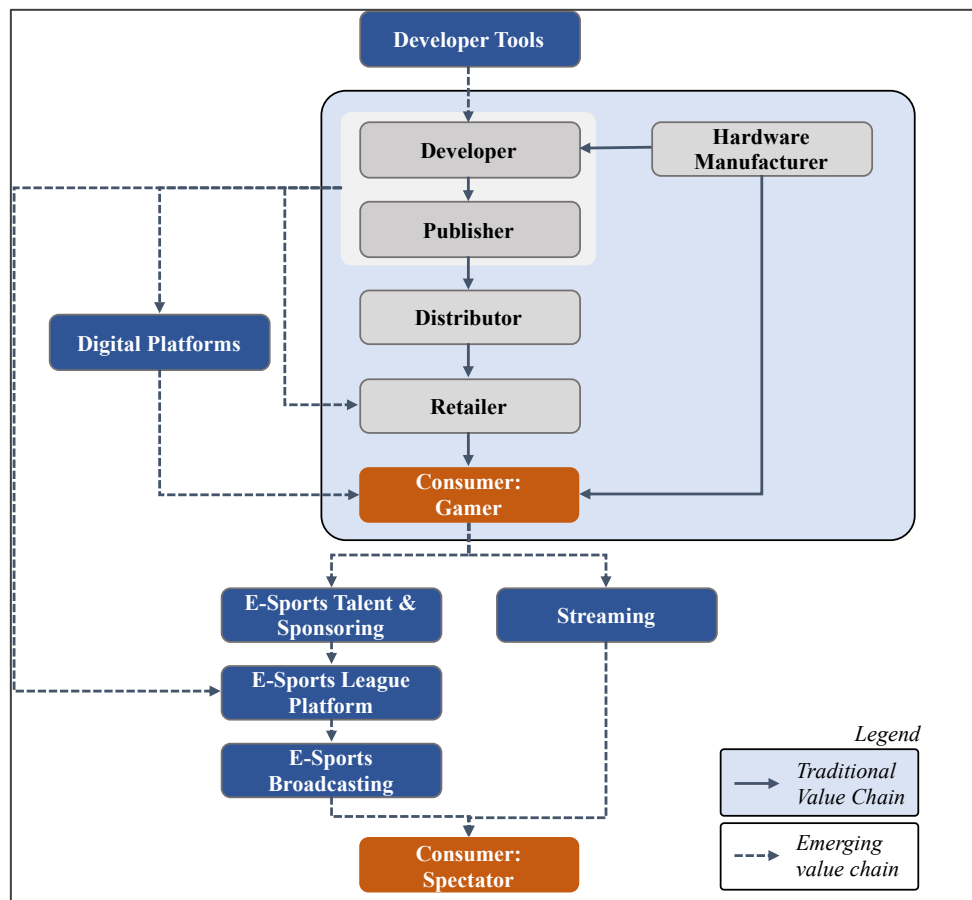 Developer Tools
Developer
Hardware
Manufacturer
Publisher
Distributor
Digital Platforms
Retailer
Consumer:
Gamer
E-Sports Talent &
Sponsoring
Streaming
E-Sports League
Platform
E-Sports
Broadcasting
Consumer:
Spectator
Legend
Traditional
Value Chain
Emerging
value chain